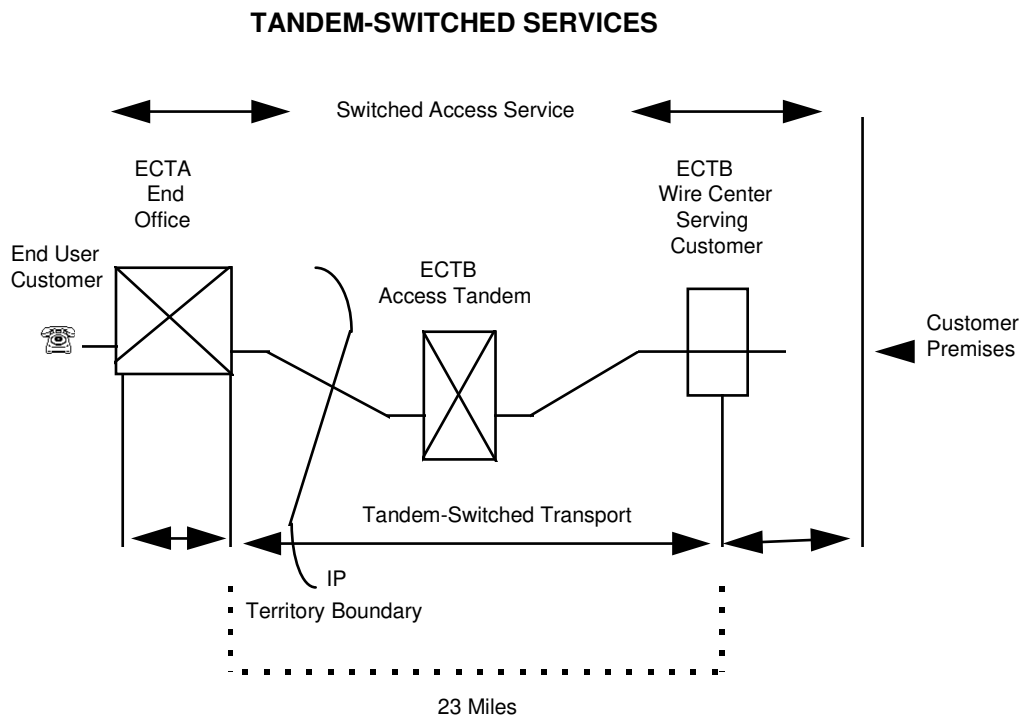 TANDEM-SWITCHED SERVICES
Switched Access Service
ECTA
End
Office
ECTB
Wire Center
Serving
Customer
End User
Customer
ECTB
Access Tandem
Customer
Premises
Tandem-Switched Transport
IP
Territory Boundary
23 Miles